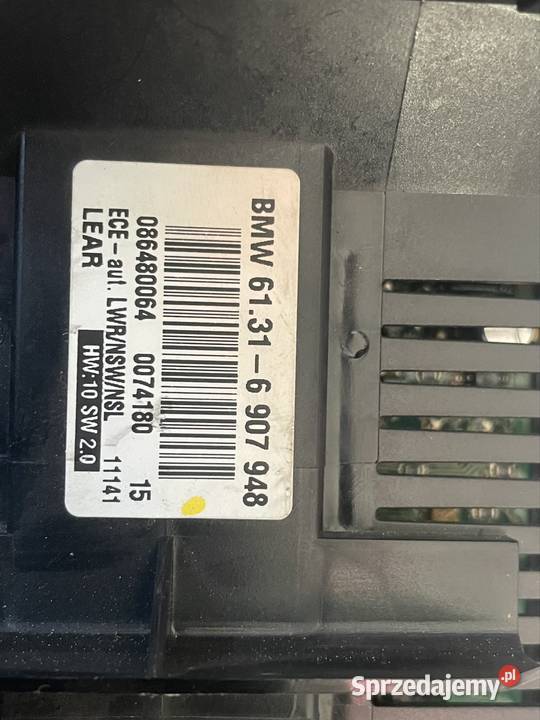 BMW 61.31-6 907 948
086480064 0074180 15
ECE-aut. LWR/NSW/NSL 11141
LEAR HW:10 SW 2.0
Sprzedajemy.pl